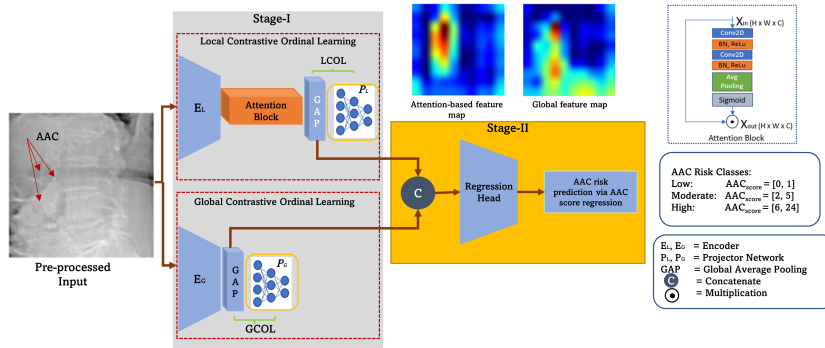 Stage-I
Local Contrastive Ordinal Learning
LCOL
EL
Attention
Block
G
A
P
PL
AAC
Pre-processed
Input
Global Contrastive Ordinal Learning
EG
G
A
P
PG
GCOL
Attention-based feature
map
Global feature map
Stage-II
C
Regression
Head
AAC risk
prediction via AAC
score regression
Xin (H x W x C)
Conv2D
BN, ReLu
Conv2D
BN, ReLu
Avg
Pooling
Sigmoid
Xout (H x W x C)
Attention Block
AAC Risk Classes:
Low: AACscore = [0, 1]
Moderate: AACscore = [2, 5]
High: AACscore = [6, 24]
EL, EG = Encoder
PL, PG = Projector Network
GAP = Global Average Pooling
C = Concatenate
= Multiplication